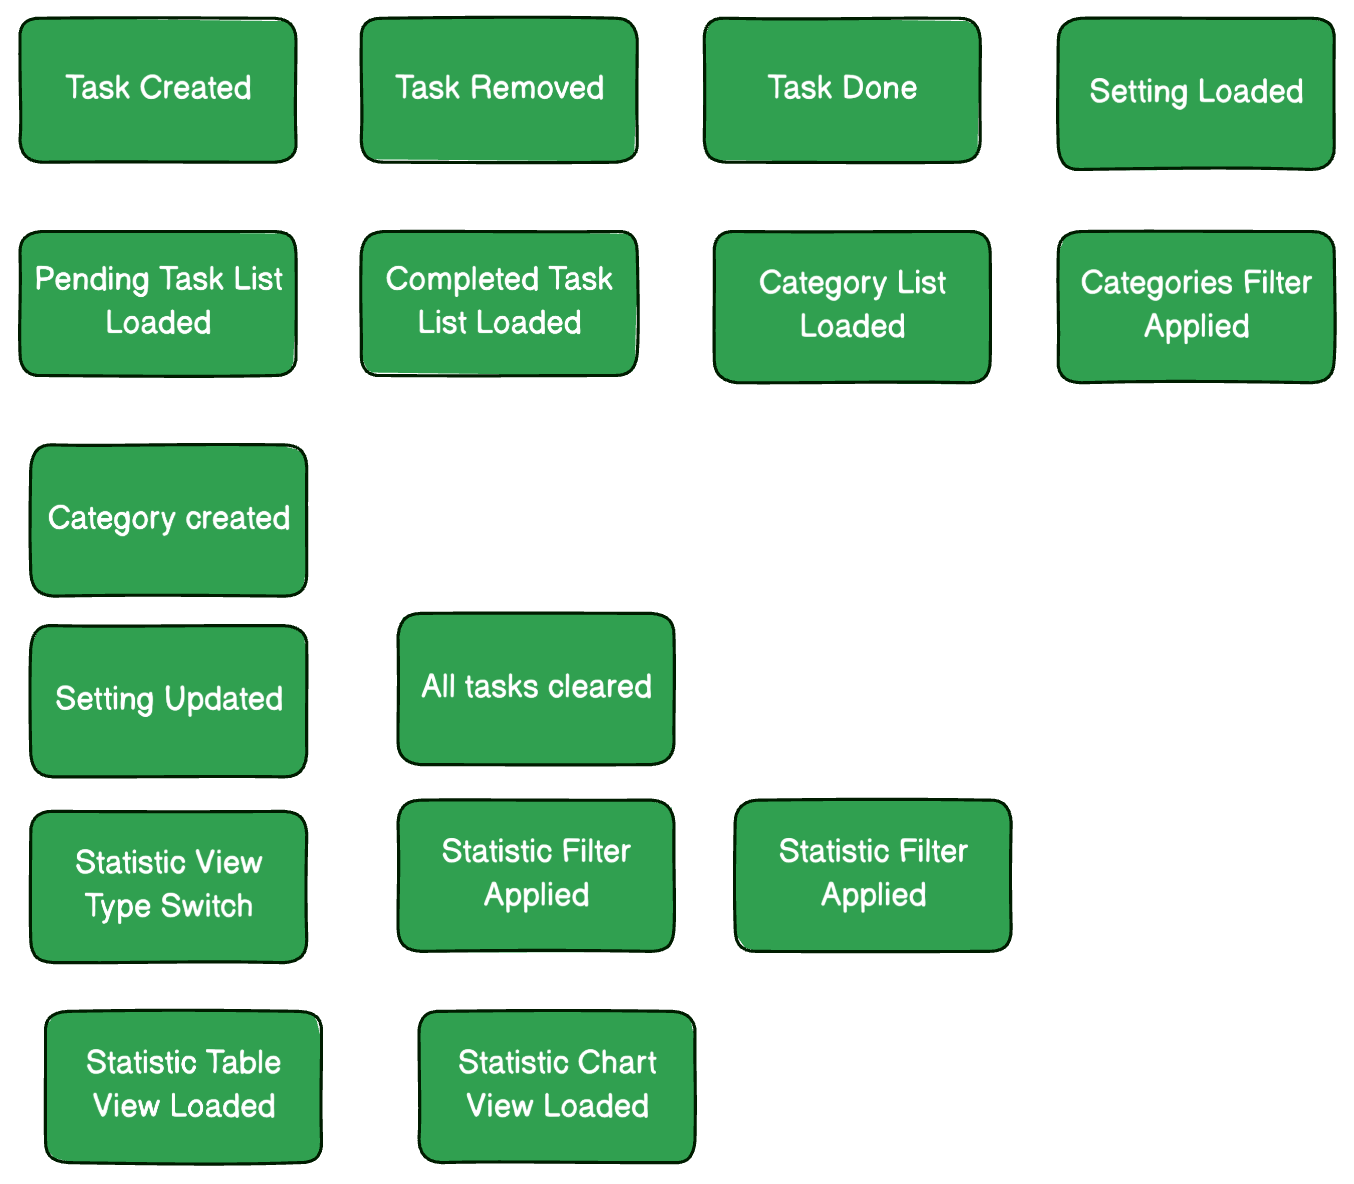 Task Created
Task Removed
Task Done
Setting Loaded
Pending Task List
Loaded
Completed Task
List Loaded
Category List
Loaded
Categories Filter
Applied
Category created
Setting Updated
All tasks cleared
Statistic View
Type Switch
Statistic Filter
Applied
Statistic Filter
Applied
Statistic Table
View Loaded
Statistic Chart
View Loaded